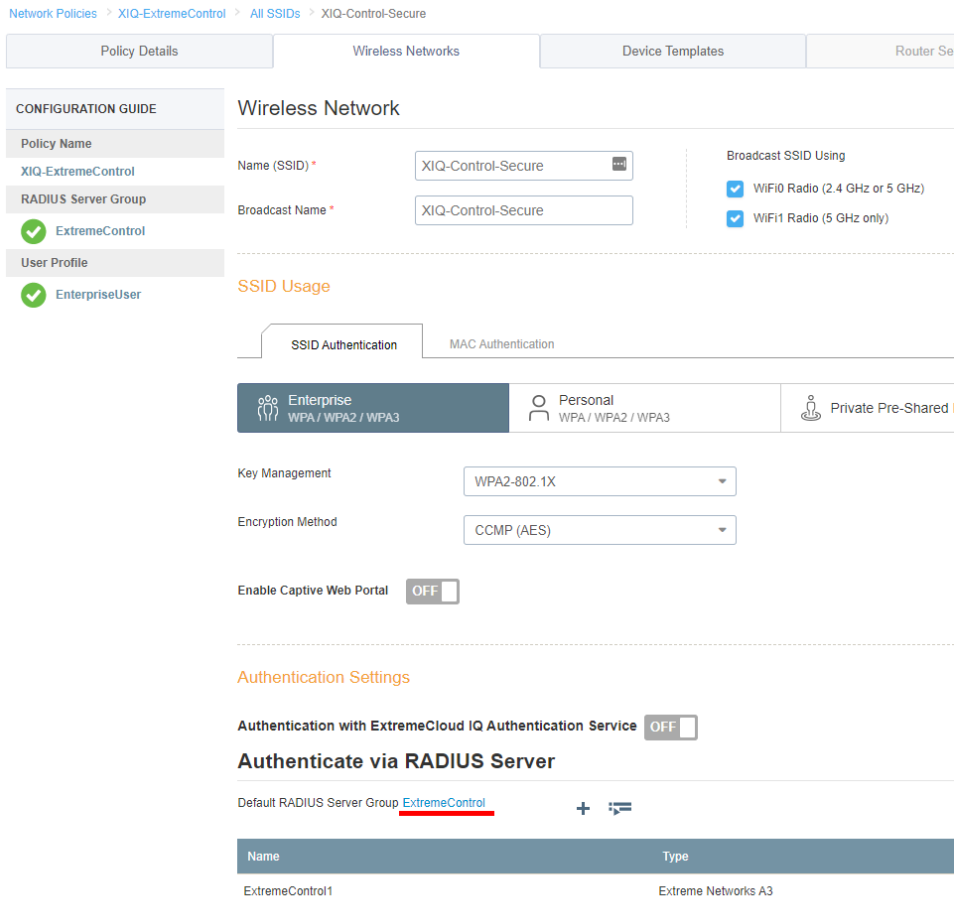 Network Policies > XIQ-ExtremeControl > All SSIDs > XIQ-Control-Secure
Policy Details
Wireless Networks
Device Templates
Router Se
CONFIGURATION GUIDE
Policy Name
XIQ-ExtremeControl
RADIUS Server Group
ExtremeControl
User Profile
EnterpriseUser
Wireless Network
Name (SSID) *
XIQ-Control-Secure
Broadcast Name *
XIQ-Control-Secure
Broadcast SSID Using
WiFi0 Radio (2.4 GHz or 5 GHz)
WiFi1 Radio (5 GHz only)
SSID Usage
SSID Authentication
MAC Authentication
Enterprise
WPA / WPA2 / WPA3
Personal
WPA / WPA2 / WPA3
Private Pre-Shared
Key Management
WPA2-802.1X
Encryption Method
CCMP (AES)
Enable Captive Web Portal OFF
Authentication Settings
Authentication with ExtremeCloud IQ Authentication Service OFF
Authenticate via RADIUS Server
Default RADIUS Server Group ExtremeControl
Name
Type
ExtremeControl1
Extreme Networks A3